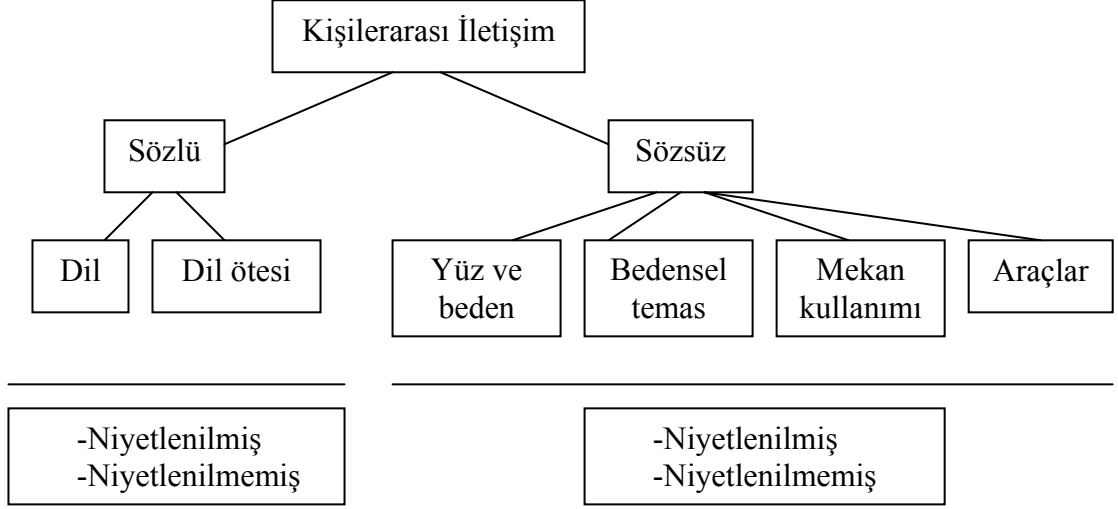 Kişilerarası İletişim
Sözlü
Sözsüz
Dil
Dil ötesi
Yüz ve
beden
Bedensel
temas
Mekan
kullanımı
Araçlar
-Niyetlenilmiş
-Niyetlenilmemiş
-Niyetlenilmiş
-Niyetlenilmemiş